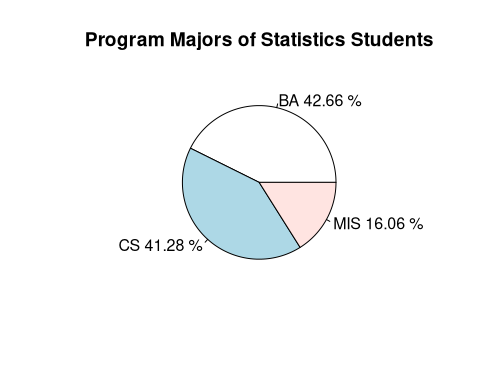 Program Majors of Statistics Students
BA 42.66 %
CS 41.28 %
MIS 16.06 %